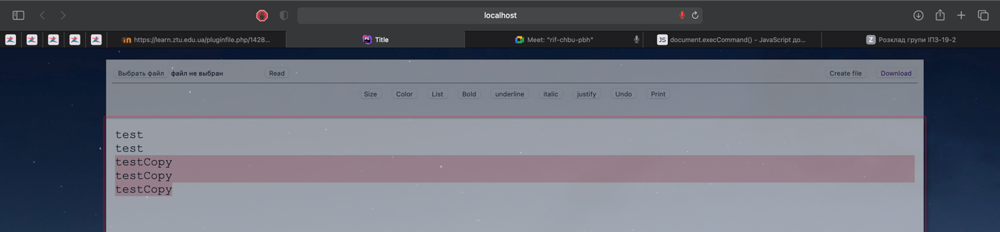 localhost
https://learn.ztu.edu.ua/pluginfile.php/1428...
PS
Title
Meet: "rif-chbu-pbh"
JS
document.execCommand() - JavaScript до...
Z
Розклад групи ІПЗ-19-2
Выбрать файл файл не выбран
Read
Create file
Download
Size
Color
List
Bold
underline
italic
justify
Undo
Print
test
test
testCopy
testCopy
testCopy